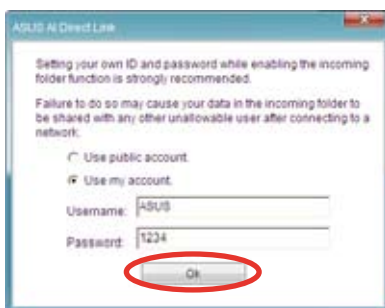 ASUS AI Direct Link
Setting your own ID and password while enabling the incoming
folder function is strongly recommended.
Failure to do so may cause your data in the incoming folder to
be shared with any other unallowable user after connecting to a
network.
Use public account.
Use my account.
Username: ASUS
Password: 1234
Ok